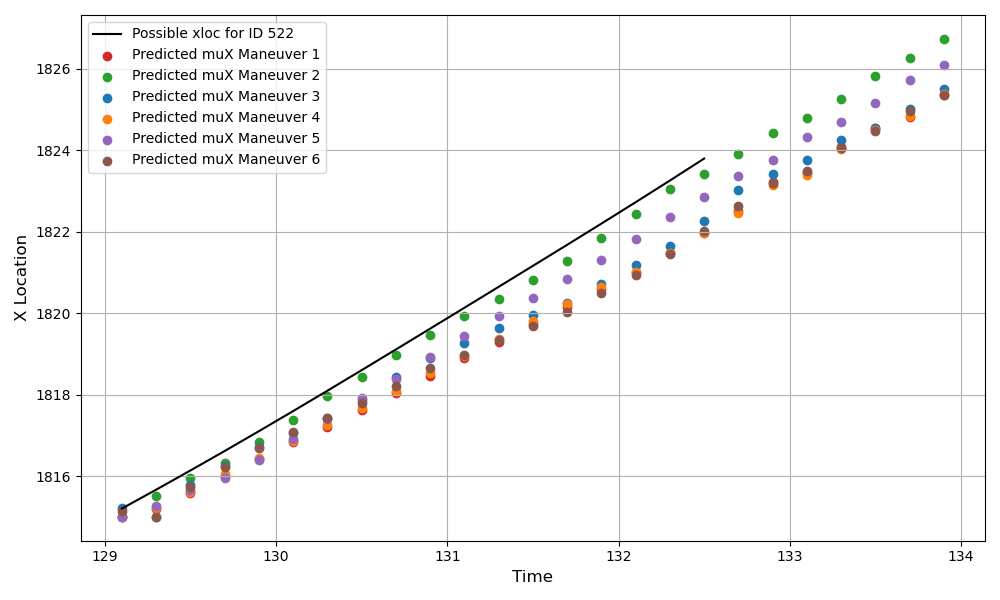 Possible xloc for ID 522
Predicted muX Maneuver 1
Predicted muX Maneuver 2
Predicted muX Maneuver 3
Predicted muX Maneuver 4
Predicted muX Maneuver 5
Predicted muX Maneuver 6
1826
1824
1822
1820
1818
1816
X Location
129 130 131 132 133 134
Time